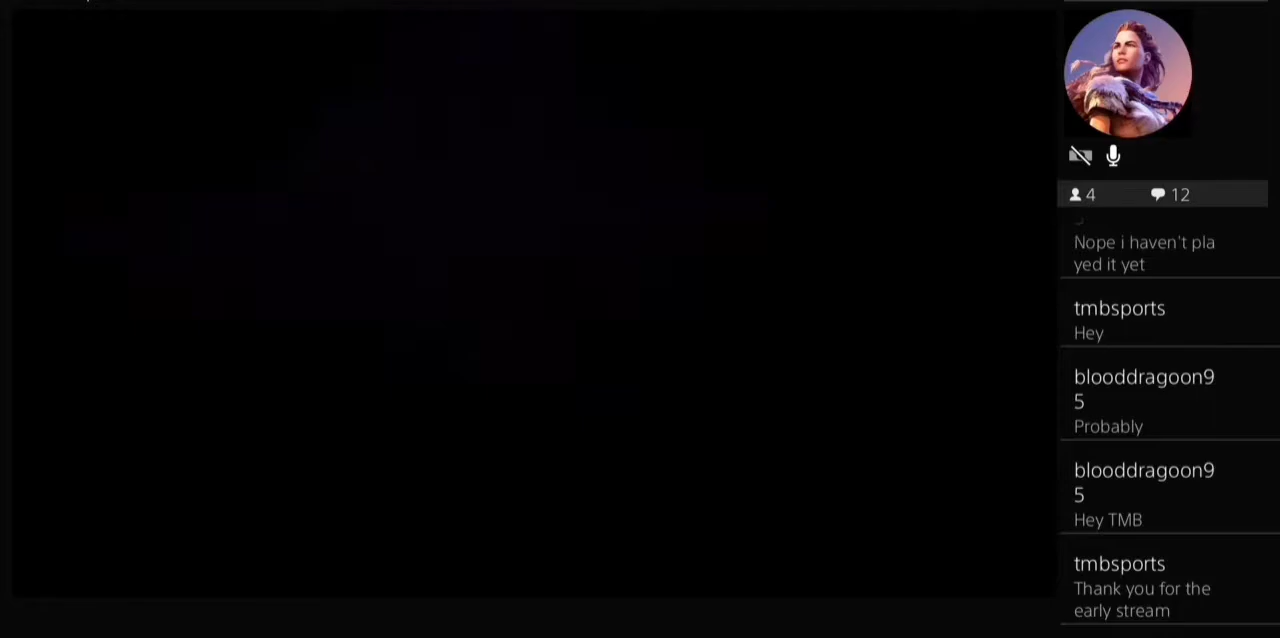 4 12
Nope i haven't pla
yed it yet
tmbsports
Hey
blooddragoon9
5
Probably
blooddragoon9
5
Hey TMB
tmbsports
Thank you for the
early stream